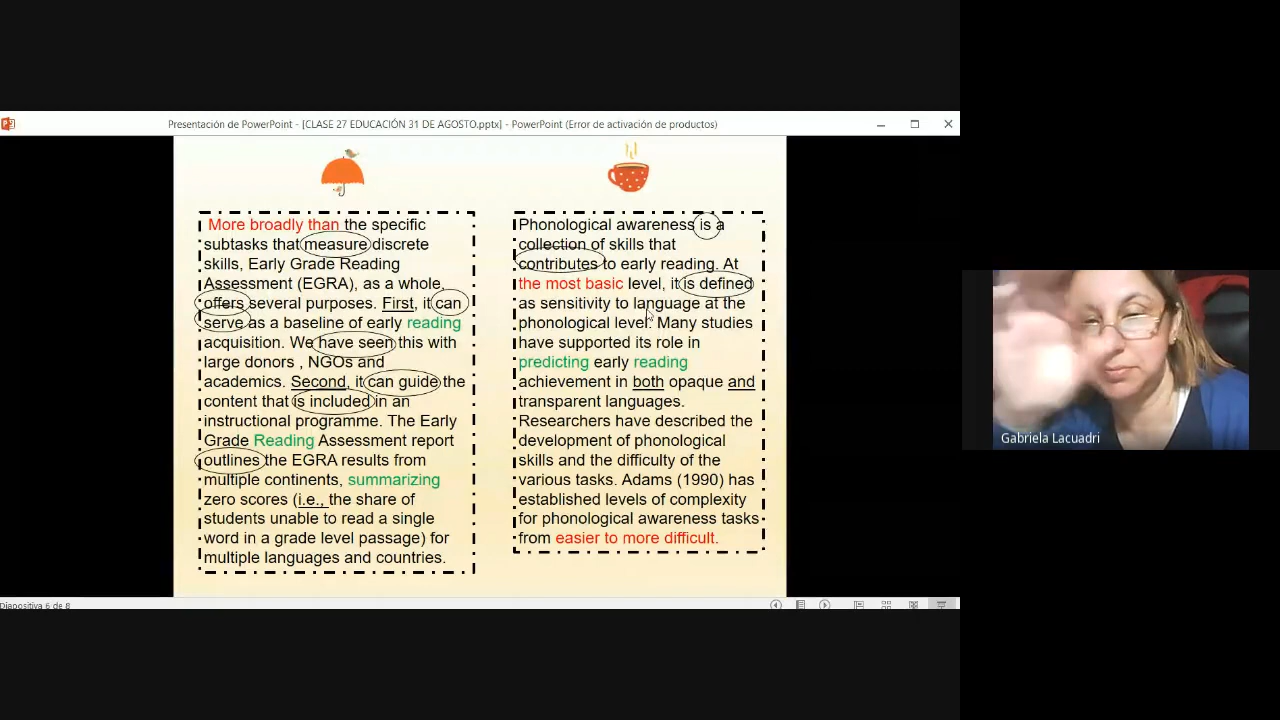 Presentación de PowerPoint - [CLASE 27 EDUCACIÓN 31 DE AGOSTO.pptx] - PowerPoint (Error de activación de productos)
More broadly than the specific
subtasks that measure discrete
skills, Early Grade Reading
Assessment (EGRA), as a whole,
offers several purposes. First, it can
serve as a baseline of early reading
acquisition. We have seen this with
large donors , NGOs and
academics. Second, it can guide the
content that is included in an
instructional programme. The Early
Grade Reading Assessment report
outlines the EGRA results from
multiple continents, summarizing
zero scores (i.e., the share of
students unable to read a single
word in a grade level passage) for
multiple languages and countries.
Phonological awareness is a
collection of skills that
contributes to early reading. At
the most basic level, it is defined
as sensitivity to language at the
phonological level. Many studies
have supported its role in
predicting early reading
achievement in both opaque and
transparent languages.
Researchers have described the
development of phonological
skills and the difficulty of the
various tasks. Adams (1990) has
established levels of complexity
for phonological awareness tasks
from easier to more difficult.
Diapositiva 6 de 8
Gabriela Lacuadri